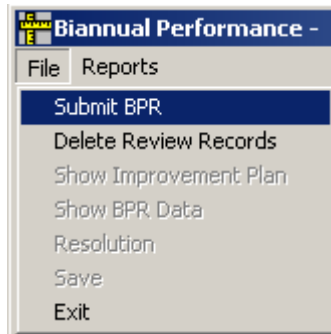 Biannual Performance -
File Reports
Submit BPR
Delete Review Records
Show Improvement Plan
Show BPR Data
Resolution
Save
Exit